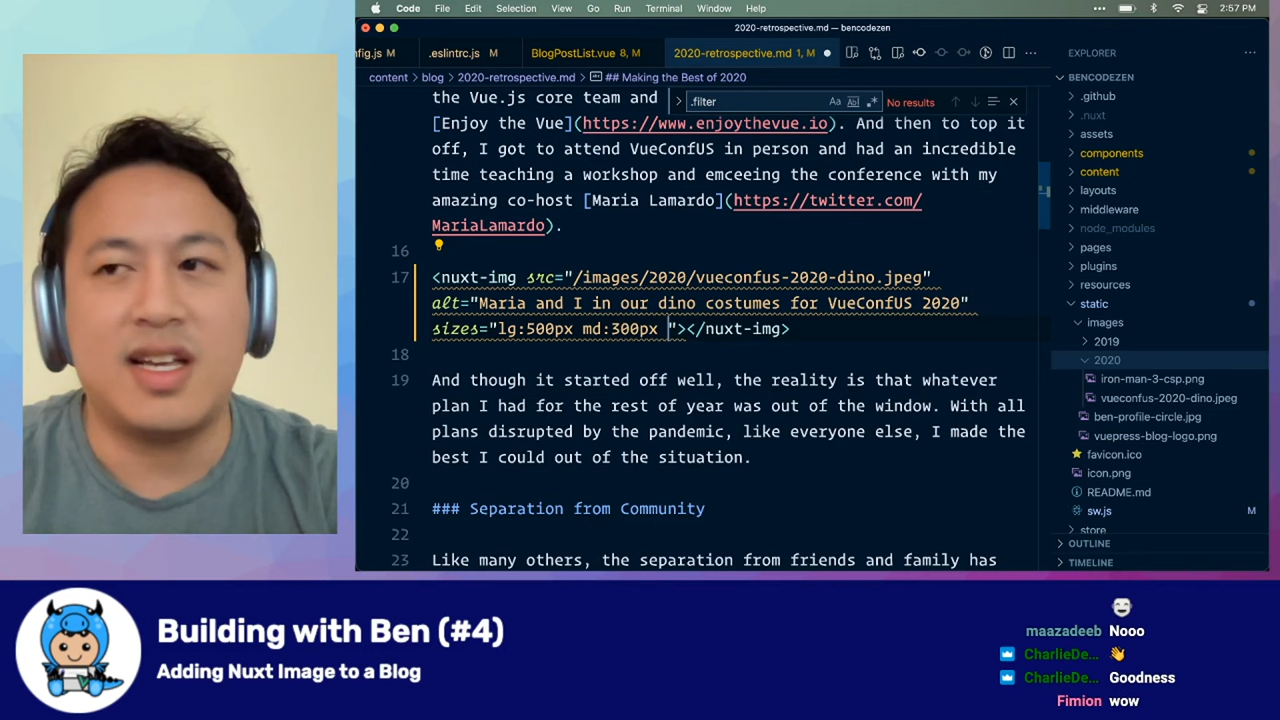 Code File Edit Selection View Go Run Terminal Window Help 2:57 PM
2020-retrospective.md — bencodezen
fig.js M .eslintrc.js M BlogPostList.vue 8, M 2020-retrospective.md 1, M
EXPLORER
content > blog > 2020-retrospective.md > ## Making the Best of 2020
the Vue.js core team and
.filter
No results
[Enjoy the Vue](https://www.enjoythevue.io). And then to top it
off, I got to attend VueConfUS in person and had an incredible
time teaching a workshop and emceeing the conference with my
amazing co-host [Maria Lamardo](https://twitter.com/
MariaLamardo).
16
17 <nuxt-img src="/images/2020/vueconfus-2020-dino.jpeg"
alt="Maria and I in our dino costumes for VueConfUS 2020"
sizes="lg:500px md:300px "></nuxt-img>
18
19 And though it started off well, the reality is that whatever
plan I had for the rest of year was out of the window. With all
plans disrupted by the pandemic, like everyone else, I made the
best I could out of the situation.
20
21 ### Separation from Community
22
23 Like many others, the separation from friends and family has
BENCODEZEN
.github
.nuxt
assets
components
content
layouts
middleware
node_modules
pages
plugins
resources
static
images
2019
2020
iron-man-3-csp.png
vueconfus-2020-dino.jpeg
ben-profile-circle.jpg
vuepress-blog-logo.png
favicon.ico
icon.png
README.md
sw.js M
store
OUTLINE
TIMELINE
Building with Ben (#4)
Adding Nuxt Image to a Blog
maazadeeb Nooo
CharlieDe... 👋
CharlieDe... Goodness
Fimion wow